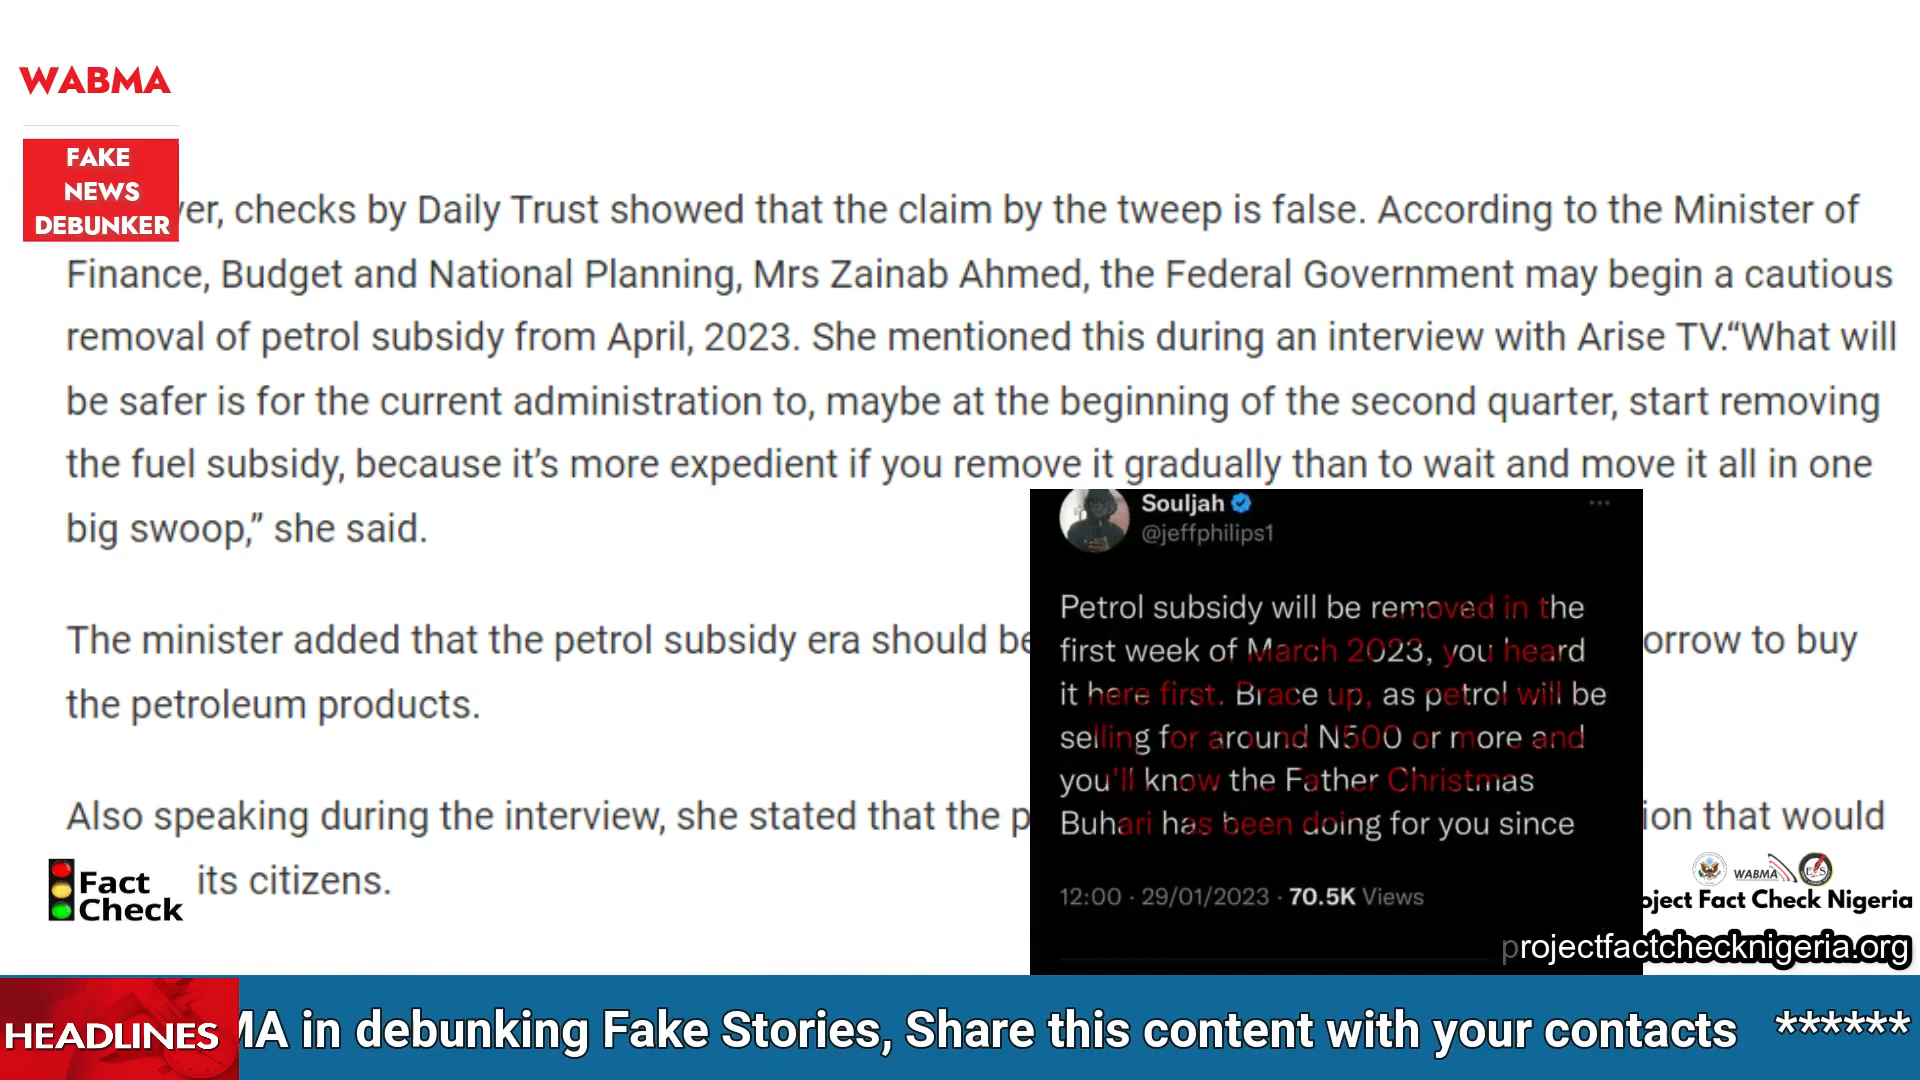 WABMA
FAKE
NEWS
DEBUNKER
checks by Daily Trust showed that the claim by the tweep is false. According to the Minister of
Finance, Budget and National Planning, Mrs Zainab Ahmed, the Federal Government may begin a cautious
removal of petrol subsidy from April, 2023. She mentioned this during an interview with Arise TV.“What will
be safer is for the current administration to, maybe at the beginning of the second quarter, start removing
the fuel subsidy, because it’s more expedient if you remove it gradually than to wait and move it all in one
big swoop,” she said.
The minister added that the petrol subsidy era should be
to buy
the petroleum products.
Also speaking during the interview, she stated that the
that would
its citizens.
Souljah
@jeffphilips1
Petrol subsidy will be removed in the
first week of March 2023, you heard
it here first. Brace up, as petrol will be
selling for around N500 or more and
you'll know the Father Christmas
Buhari has been doing for you since
12:00 · 29/01/2023 · 70.5K Views
Fact
Check
WABMA
Fact Check Nigeria
projectfactchecknigeria.org
HEADLINES
in debunking Fake Stories, Share this content with your contacts ******